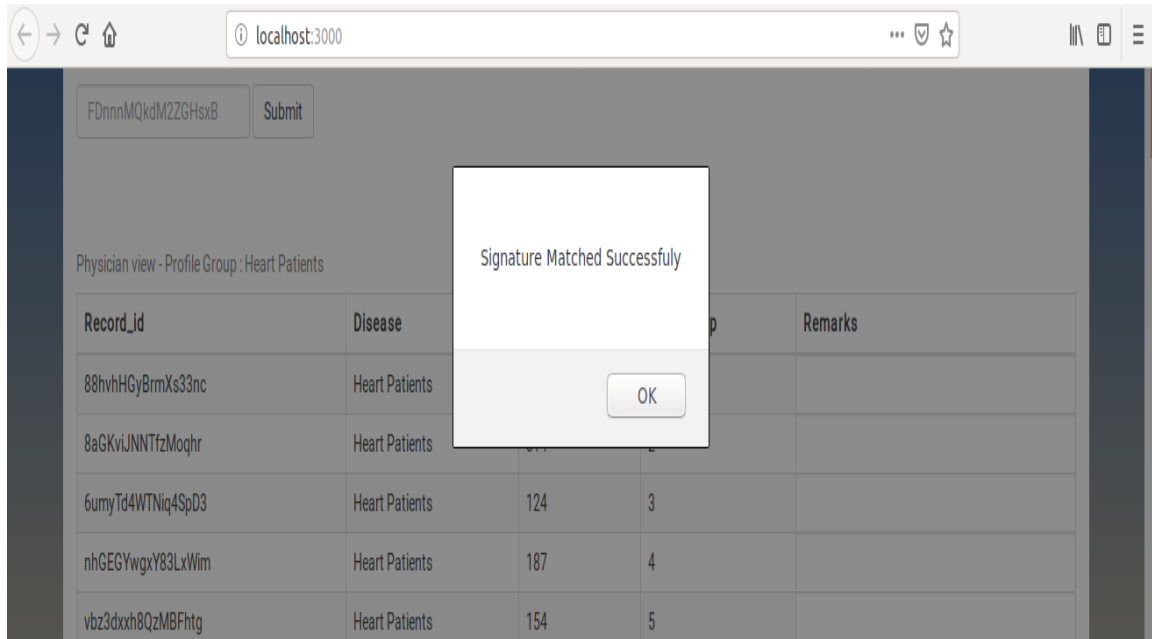 localhost:3000
FDnnnMQkdM2ZGHsxB Submit
Signature Matched Successfuly
OK
Physician view - Profile Group : Heart Patients
Record_id Disease p Remarks
88hvhHGyBrmXs33nc Heart Patients
8aGKviJNNTfzMoqhr Heart Patients
6umyTd4WTNiq4SpD3 Heart Patients 124 3
nhGEGYwgxY83LxWim Heart Patients 187 4
vbz3dxxh8QzMBFhtg Heart Patients 154 5